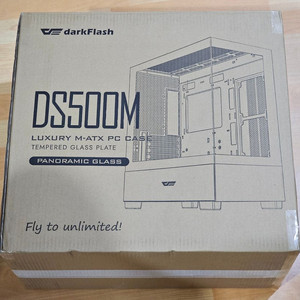 darkFlash
DS500M
LUXURY M-ATX PC CASE
TEMPERED GLASS PLATE
PANORAMIC GLASS
Fly to unlimited!